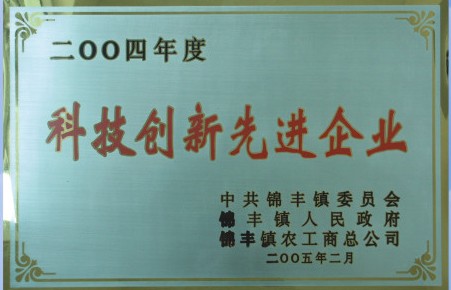 二OO四年度
科技创新先进企业
中共锦丰镇委员会
锦丰镇人民政府
锦丰镇农工商总公司
二OO五年二月